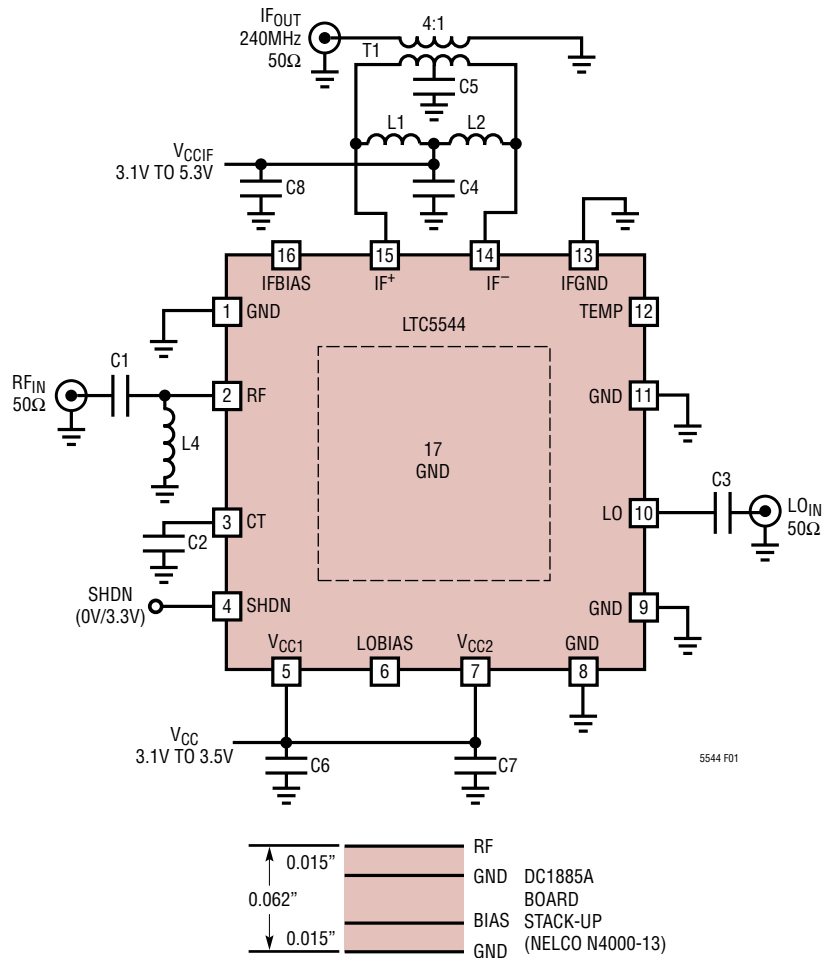 IFOUT
240MHz
50Ω
4:1
T1
C5
L1
L2
VCCIF
3.1V TO 5.3V
C8
C4
16
15
14
13
IFBIAS
IF+
IF−
IFGND
1
GND
LTC5544
TEMP
12
C1
RFIN
50Ω
2
RF
GND
11
L4
17
GND
C3
3
CT
LO
10
LOIN
50Ω
C2
SHDN
(0V/3.3V)
4
SHDN
GND
9
VCC1
LOBIAS
VCC2
GND
5
6
7
8
VCC
3.1V TO 3.5V
C6
C7
5544 F01
RF
0.015"
GND
DC1885A
BOARD
STACK-UP
(NELCO N4000-13)
0.062"
BIAS
0.015"
GND